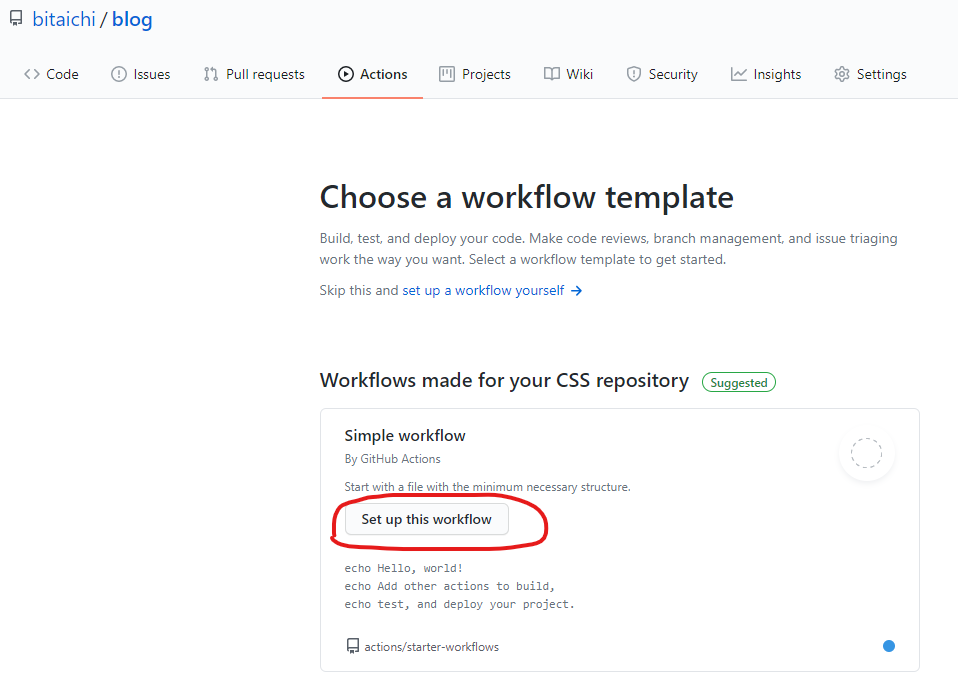 bitaichi / blog
Code Issues Pull requests Actions Projects Wiki Security Insights Settings
Choose a workflow template
Build, test, and deploy your code. Make code reviews, branch management, and issue triaging
work the way you want. Select a workflow template to get started.
Skip this and set up a workflow yourself →
Workflows made for your CSS repository Suggested
Simple workflow
By GitHub Actions
Start with a file with the minimum necessary structure.
Set up this workflow
echo Hello, world!
echo Add other actions to build,
echo test, and deploy your project.
actions/starter-workflows